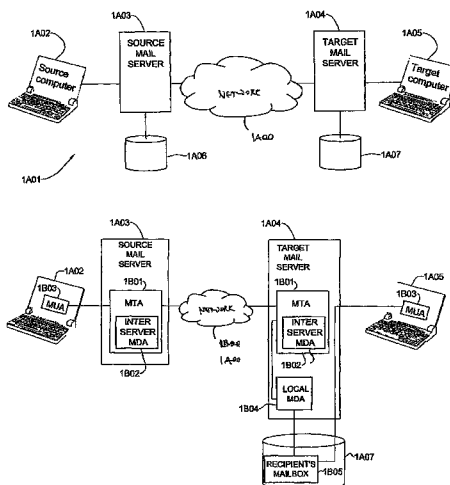 1A02
1A03
1A04
1A05
Source computer
SOURCE MAIL SERVER
NETWORK
TARGET MAIL SERVER
Target computer
1A00
1A06
1A07
1A01
1A03
1A04
SOURCE MAIL SERVER
TARGET MAIL SERVER
1A02
1B03
MUA
1B01
MTA
INTER SERVER MDA
1B02
NETWORK
1B00
1A00
1B01
MTA
INTER SERVER MDA
1B02
1A05
1B03
MUA
LOCAL MDA
1B04
1A07
RECIPIENT'S MAILBOX
1B05